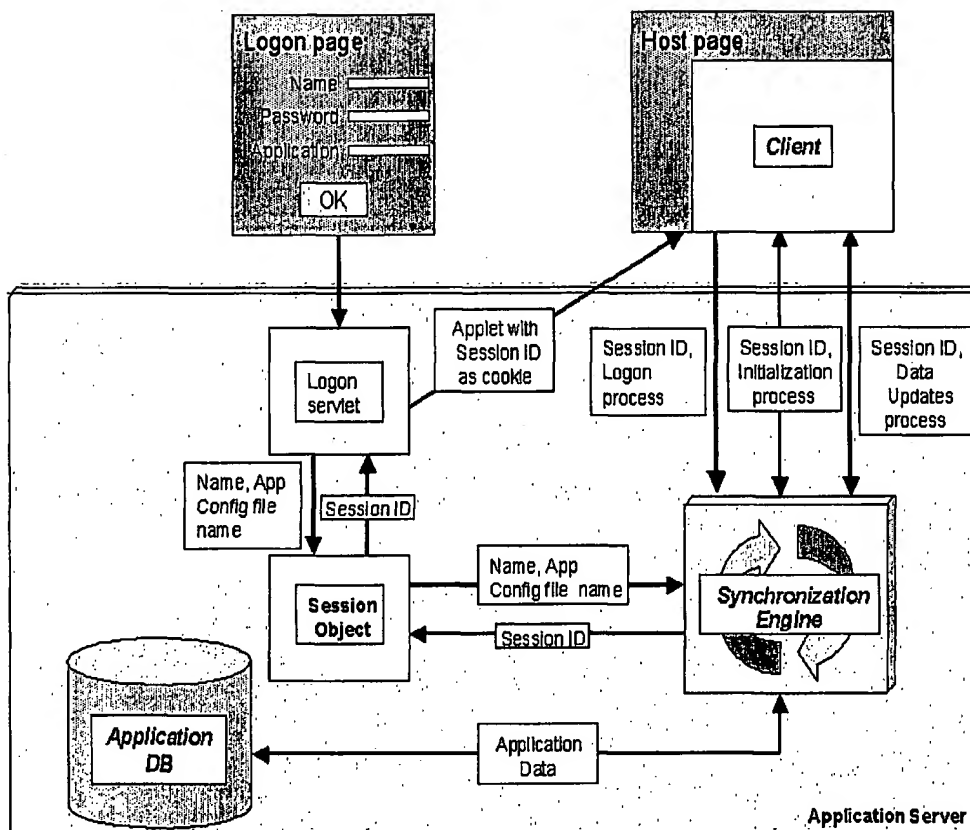 Logon page
Name
Password
Application
OK
Host page
Client
Logon
servlet
Applet with
Session ID
as cookie
Session ID,
Logon
process
Session ID,
Initialization
process
Session ID,
Data
Updates
process
Name, App
Config file
name
Session ID
Session
Object
Name, App
Config file name
Session ID
Synchronization
Engine
Application
DB
Application
Data
Application Server